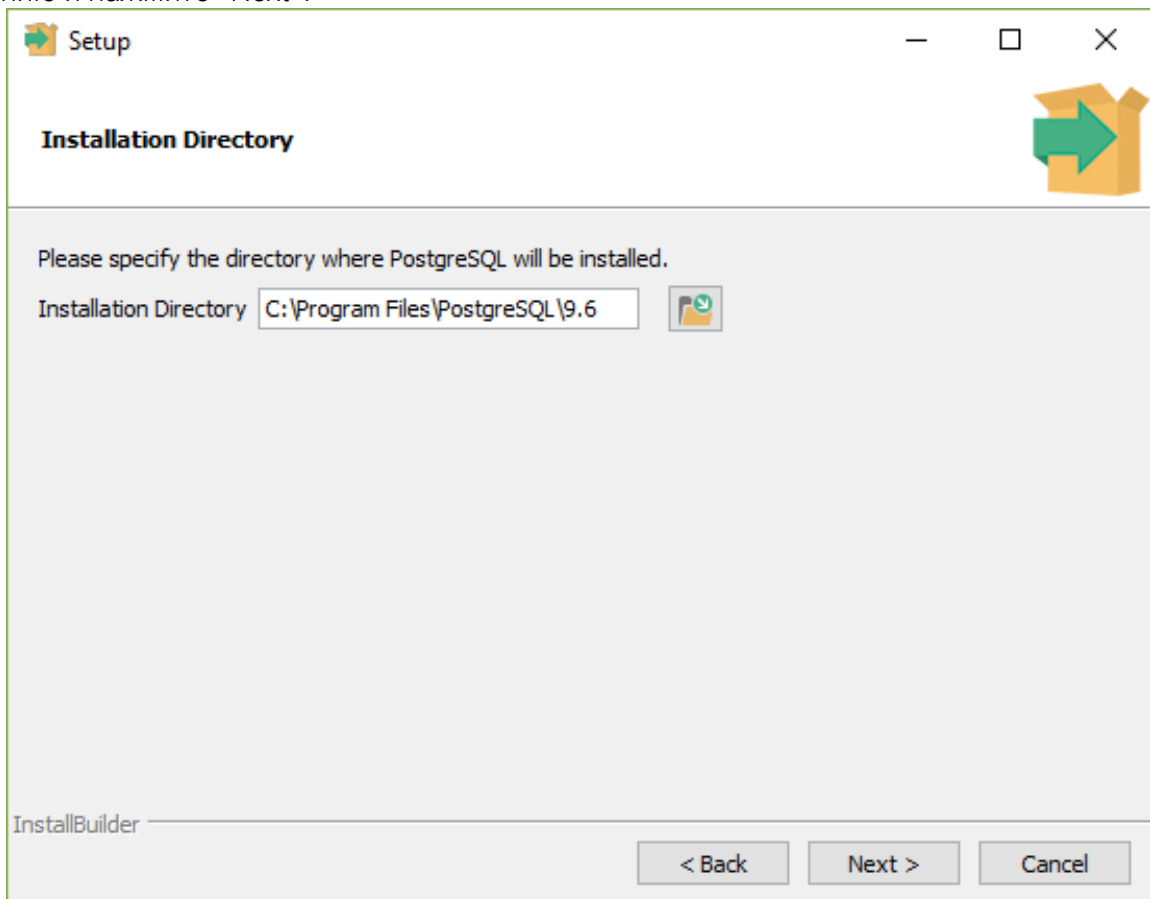 "Next".
Setup
Installation Directory
Please specify the directory where PostgreSQL will be installed.
Installation Directory C:\Program Files\PostgreSQL\9.6
InstallBuilder
< Back Next > Cancel